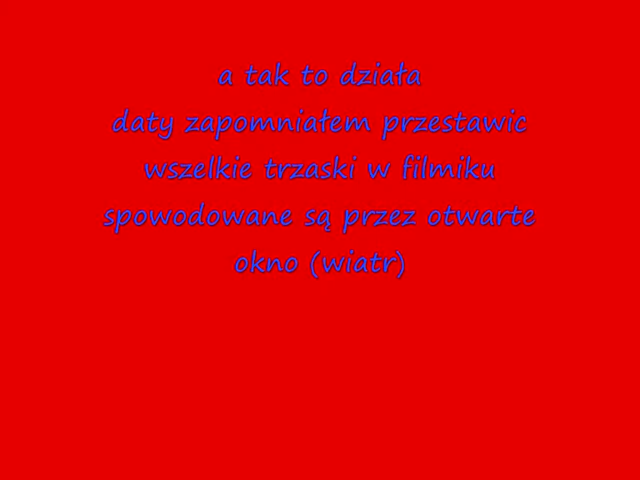 a tak to działa
daty zapomniałem przestawic
wszelkie trzaski w filmiku
spowodowane są przez otwarte
okno (wiatr)